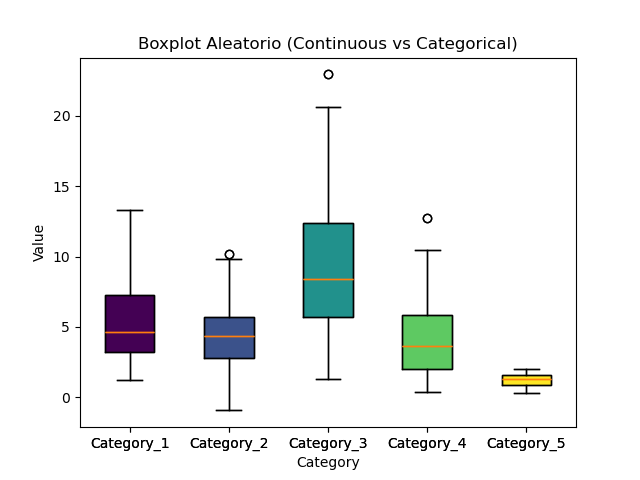 Boxplot Aleatorio (Continuous vs Categorical)
20
15
10
5
0
Value
Category_1 Category_2 Category_3 Category_4 Category_5
Category